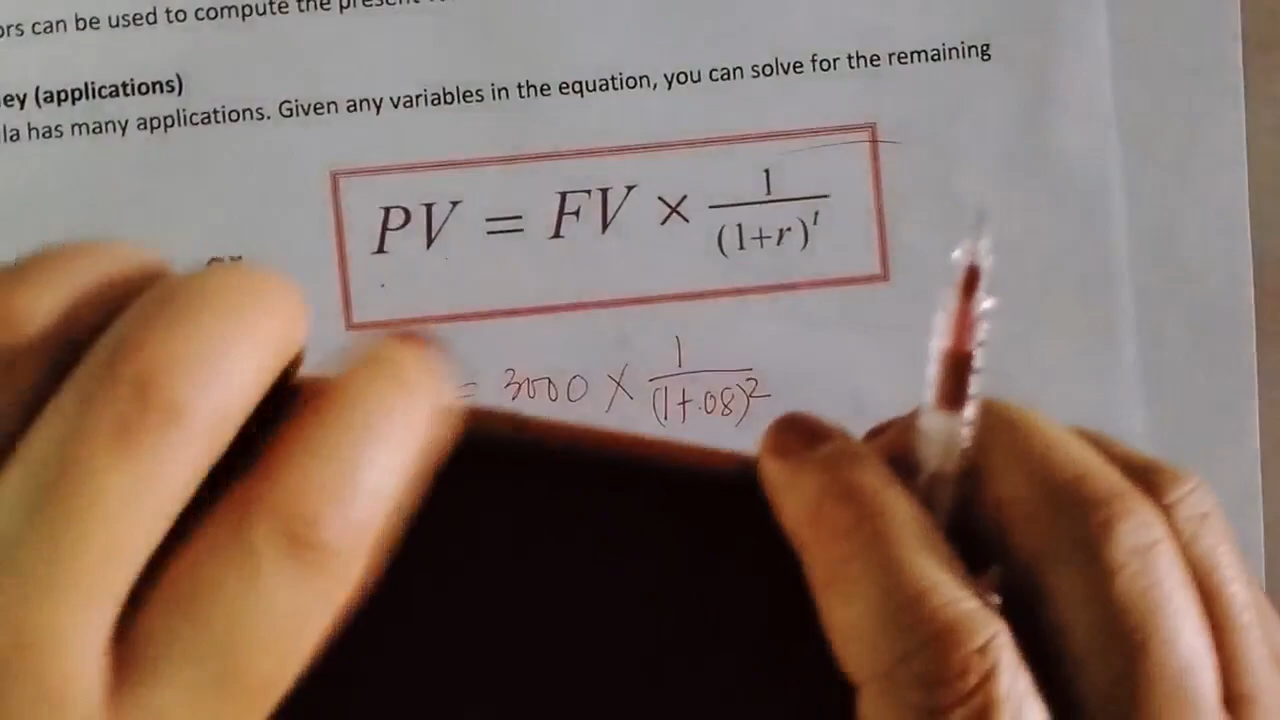 ors can be used to compute the
ey (applications)
la has many applications. Given any variables in the equation, you can solve for the remaining
PV = FV × 1/(1+r)^t
= 3000 × 1/(1+.08)^2